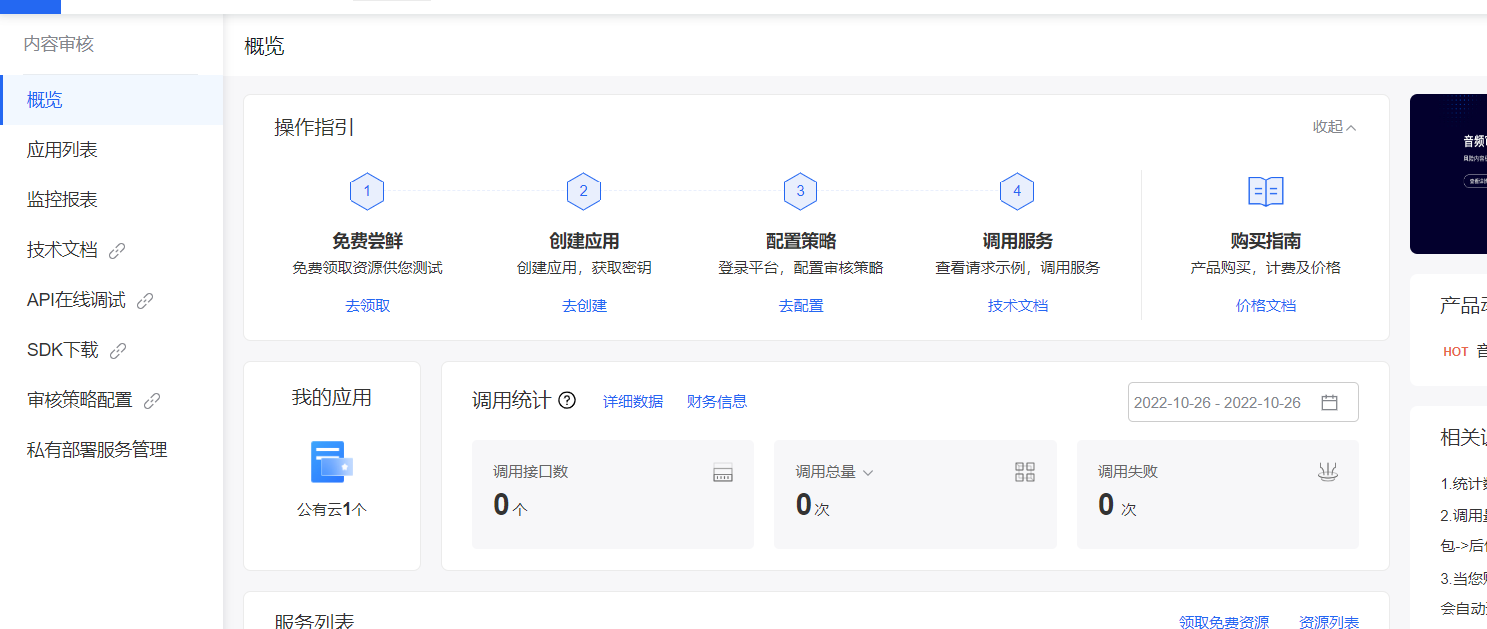 内容审核
概览
应用列表
监控报表
技术文档
API在线调试
SDK下载
审核策略配置
私有部署服务管理
概览
操作指引
收起
1
2
3
4
免费尝鲜
创建应用
配置策略
调用服务
购买指南
免费领取资源供您测试
创建应用，获取密钥
登录平台，配置审核策略
查看请求示例，调用服务
产品购买，计费及价格
去领取
去创建
去配置
技术文档
价格文档
我的应用
公有云1个
调用统计
详细数据
财务信息
2022-10-26 - 2022-10-26
调用接口数
0个
调用总量
0次
调用失败
0 次
服务列表
领取免费资源
资源列表
音频
产品
HOT 音
相关
1.统计
2.调用
包->后
3.当您
会自动